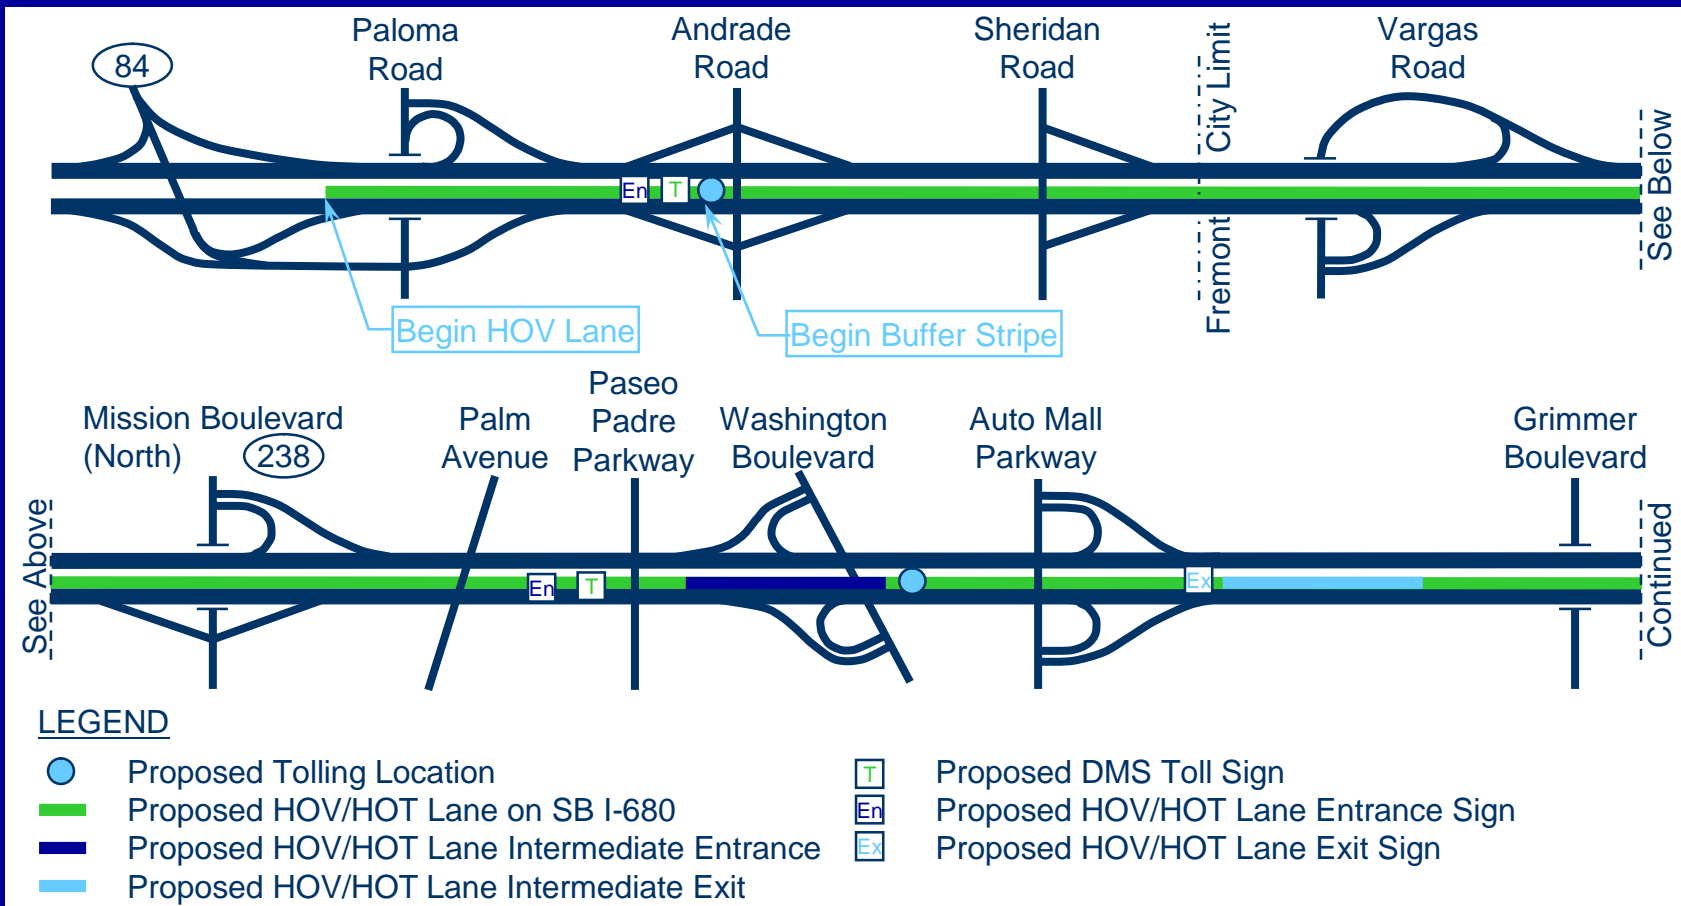 84
Paloma
Road
Andrade
Road
Sheridan
Road
Fremont City Limit
Vargas
Road
See Below
En
T
Begin HOV Lane
Begin Buffer Stripe
Mission Boulevard
(North)
238
Palm
Avenue
Paseo
Padre
Parkway
Washington
Boulevard
Auto Mall
Parkway
Grimmer
Boulevard
See Above
En
T
Ex
Continued
LEGEND
Proposed Tolling Location
Proposed HOV/HOT Lane on SB I-680
Proposed HOV/HOT Lane Intermediate Entrance
Proposed HOV/HOT Lane Intermediate Exit
T Proposed DMS Toll Sign
En Proposed HOV/HOT Lane Entrance Sign
Ex Proposed HOV/HOT Lane Exit Sign